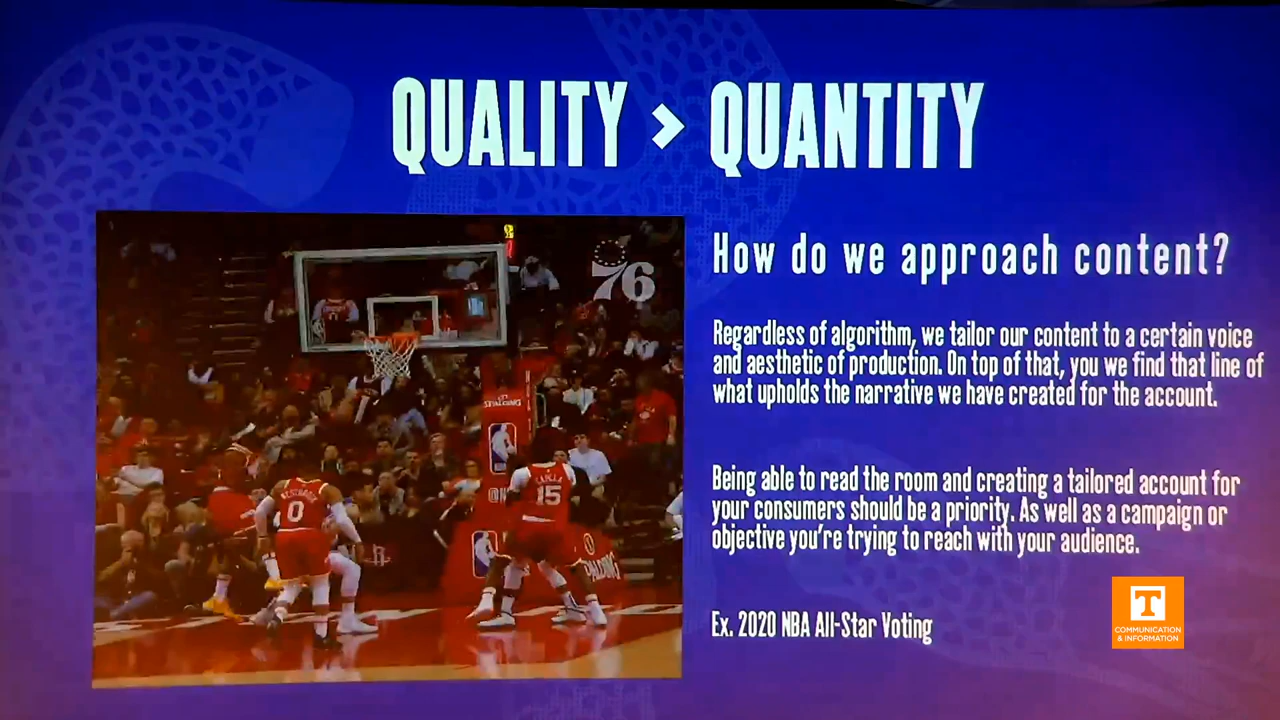 QUALITY > QUANTITY
76
How do we approach content?
Regardless of algorithm, we tailor our content to a certain voice
and aesthetic of production. On top of that, you we find that line of
what upholds the narrative we have created for the account.
SPALDING
CAPELA
15
0
Being able to read the room and creating a tailored account for
your consumers should be a priority. As well as a campaign or
objective you're trying to reach with your audience.
SPALDING
Ex. 2020 NBA All-Star Voting
T
COMMUNICATION
& INFORMATION